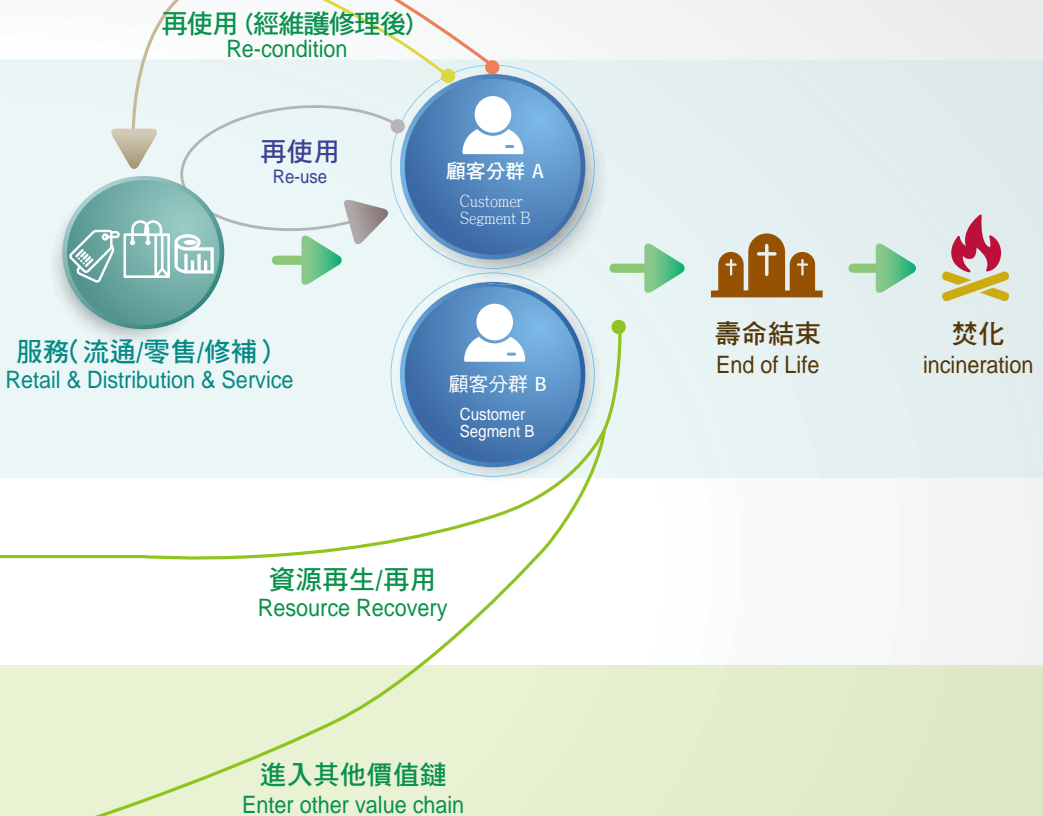 再使用(經維護修理後)
Re-condition
再使用
Re-use
顧客分群 A
Customer
Segment B
服務(流通/零售/修補)
Retail & Distribution & Service
顧客分群 B
Customer
Segment B
壽命結束
End of Life
焚化
incineration
資源再生/再用
Resource Recovery
進入其他價值鏈
Enter other value chain